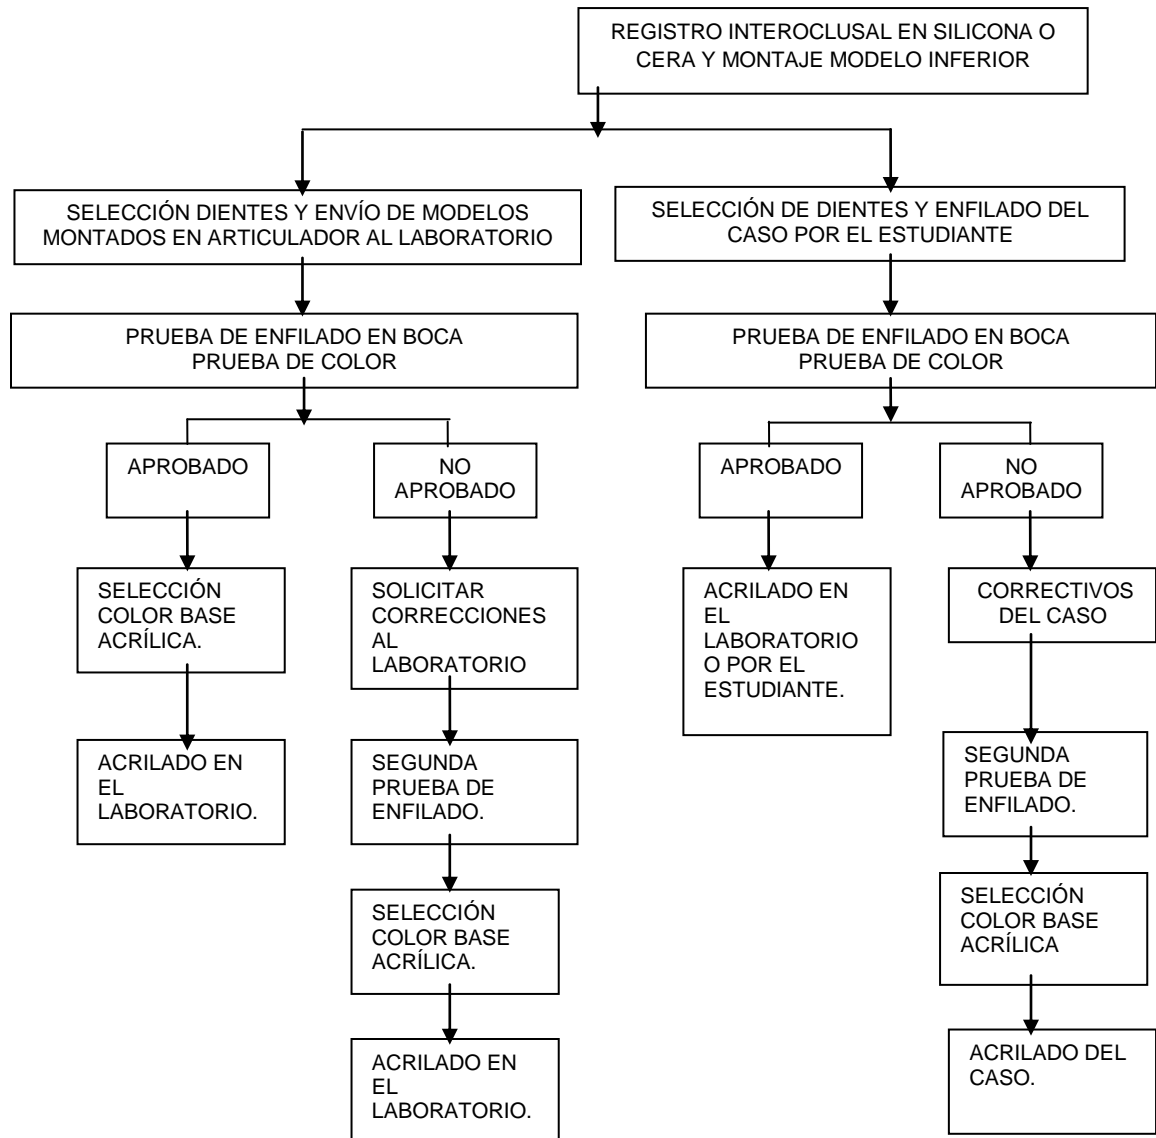 REGISTRO INTEROCLUSAL EN SILICONA O
CERA Y MONTAJE MODELO INFERIOR
SELECCIÓN DIENTES Y ENVÍO DE MODELOS
MONTADOS EN ARTICULADOR AL LABORATORIO
SELECCIÓN DE DIENTES Y ENFILADO DEL
CASO POR EL ESTUDIANTE
PRUEBA DE ENFILADO EN BOCA
PRUEBA DE COLOR
PRUEBA DE ENFILADO EN BOCA
PRUEBA DE COLOR
APROBADO
NO
APROBADO
APROBADO
NO
APROBADO
SELECCIÓN
COLOR BASE
ACRÍLICA.
SOLICITAR
CORRECCIONES
AL
LABORATORIO
ACRILADO EN
EL
LABORATORIO
O POR EL
ESTUDIANTE.
CORRECTIVOS
DEL CASO
ACRILADO EN
EL
LABORATORIO.
SEGUNDA
PRUEBA DE
ENFILADO.
SEGUNDA
PRUEBA DE
ENFILADO.
SELECCIÓN
COLOR BASE
ACRÍLICA.
SELECCIÓN
COLOR BASE
ACRÍLICA
ACRILADO EN
EL
LABORATORIO.
ACRILADO DEL
CASO.